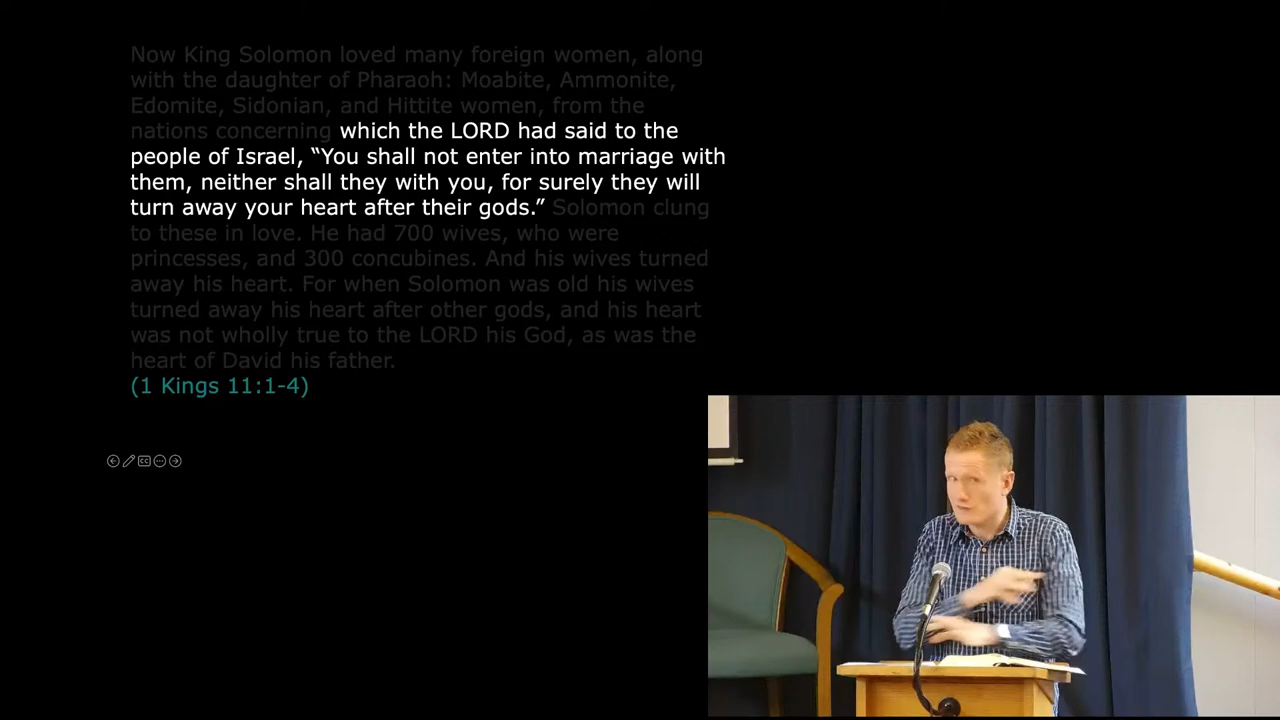 Now King Solomon loved many foreign women, along
with the daughter of Pharaoh: Moabite, Ammonite,
Edomite, Sidonian, and Hittite women, from the
nations concerning which the LORD had said to the
people of Israel, “You shall not enter into marriage with
them, neither shall they with you, for surely they will
turn away your heart after their gods.” Solomon clung
to these in love. He had 700 wives, who were
princesses, and 300 concubines. And his wives turned
away his heart. For when Solomon was old his wives
turned away his heart after other gods, and his heart
was not wholly true to the LORD his God, as was the
heart of David his father.
(1 Kings 11:1-4)
CC